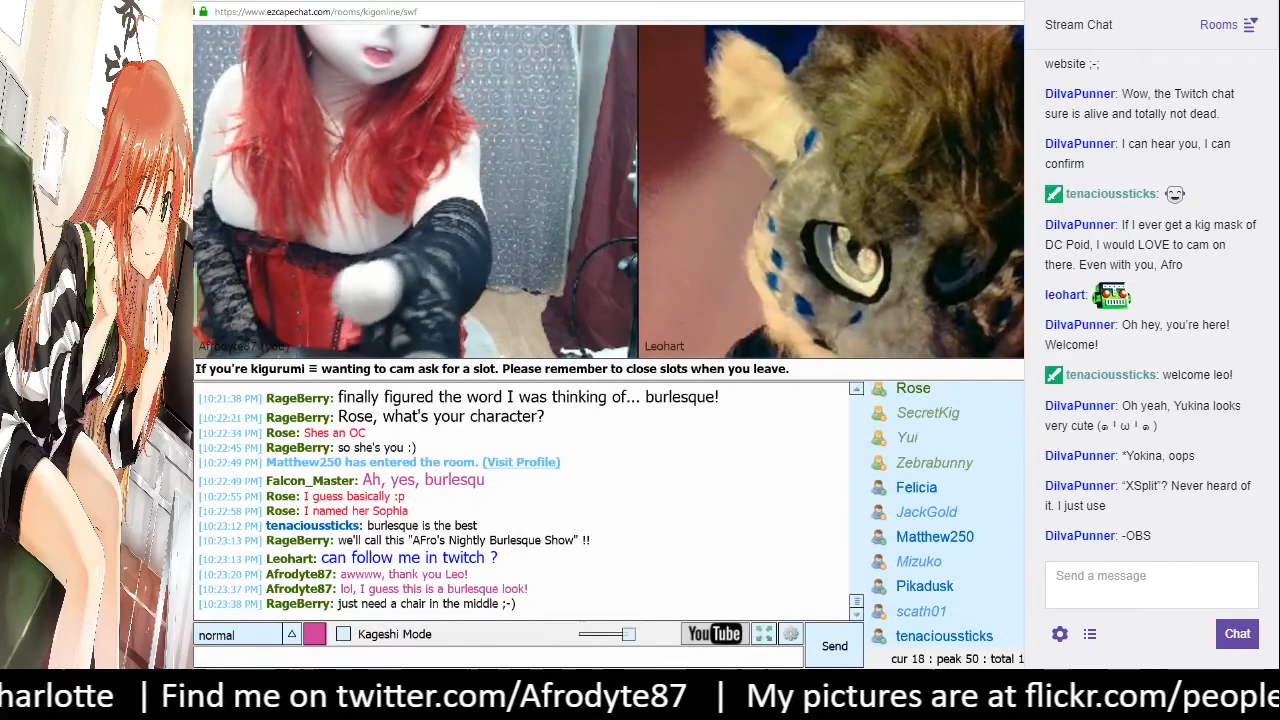 https://www.ezcapechat.com/rooms/kigonline/swf
Afrodyte87 (you)
Leohart
If you're kigurumi ≡ wanting to cam ask for a slot. Please remember to close slots when you leave.
[10:21:38 PM] RageBerry: finally figured the word I was thinking of... burlesque!
[10:22:21 PM] RageBerry: Rose, what's your character?
[10:22:34 PM] Rose: Shes an OC
[10:22:45 PM] RageBerry: so she's you :)
[10:22:49 PM] Matthew250 has entered the room. (Visit Profile)
[10:22:49 PM] Falcon_Master: Ah, yes, burlesqu
[10:22:55 PM] Rose: I guess basically :p
[10:22:58 PM] Rose: I named her Sophia
[10:23:12 PM] tenacioussticks: burlesque is the best
[10:23:13 PM] RageBerry: we'll call this "AFro's Nightly Burlesque Show" !!
[10:23:13 PM] Leohart: can follow me in twitch ?
[10:23:20 PM] Afrodyte87: awwww, thank you Leo!
[10:23:37 PM] Afrodyte87: lol, I guess this is a burlesque look!
[10:23:38 PM] RageBerry: just need a chair in the middle ;-)
normal
Kageshi Mode
YouTube
Send
Rose
SecretKig
Yui
Zebrabunny
Felicia
JackGold
Matthew250
Mizuko
Pikadusk
scath01
tenacioussticks
cur 18 : peak 50 : total 1
Stream Chat
Rooms
website ;-;
DilvaPunner: Wow, the Twitch chat
sure is alive and totally not dead.
DilvaPunner: I can hear you, I can
confirm
tenacioussticks:
DilvaPunner: If I ever get a kig mask of
DC Poid, I would LOVE to cam on
there. Even with you, Afro
leohart:
DilvaPunner: Oh hey, you're here!
Welcome!
tenacioussticks: welcome leo!
DilvaPunner: Oh yeah, Yukina looks
very cute (๑╹ω╹๑)
DilvaPunner: *Yokina, oops
DilvaPunner: “XSplit”? Never heard of
it. I just use
DilvaPunner: -OBS
Send a message
Chat
harlotte | Find me on twitter.com/Afrodyte87 | My pictures are at flickr.com/people